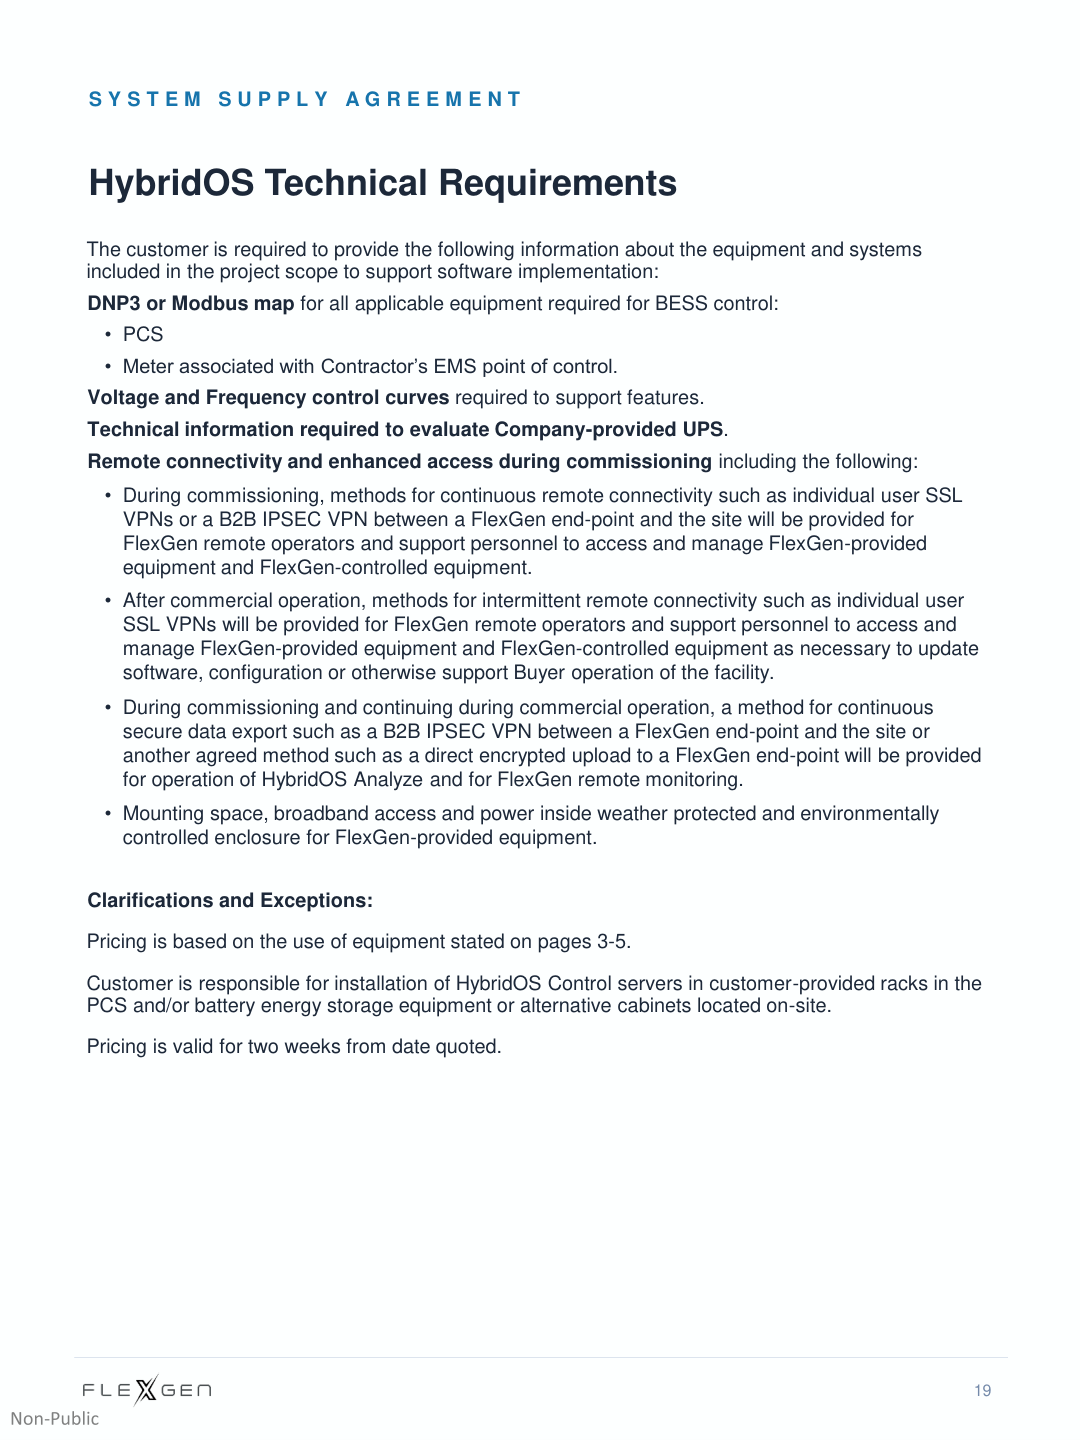 SYSTEM SUPPLY AGREEMENT
HybridOS Technical Requirements
The customer is required to provide the following information about the equipment and systems
included in the project scope to support software implementation:
DNP3 or Modbus map for all applicable equipment required for BESS control:
• PCS
• Meter associated with Contractor’s EMS point of control.
Voltage and Frequency control curves required to support features.
Technical information required to evaluate Company-provided UPS.
Remote connectivity and enhanced access during commissioning including the following:
• During commissioning, methods for continuous remote connectivity such as individual user SSL
VPNs or a B2B IPSEC VPN between a FlexGen end-point and the site will be provided for
FlexGen remote operators and support personnel to access and manage FlexGen-provided
equipment and FlexGen-controlled equipment.
• After commercial operation, methods for intermittent remote connectivity such as individual user
SSL VPNs will be provided for FlexGen remote operators and support personnel to access and
manage FlexGen-provided equipment and FlexGen-controlled equipment as necessary to update
software, configuration or otherwise support Buyer operation of the facility.
• During commissioning and continuing during commercial operation, a method for continuous
secure data export such as a B2B IPSEC VPN between a FlexGen end-point and the site or
another agreed method such as a direct encrypted upload to a FlexGen end-point will be provided
for operation of HybridOS Analyze and for FlexGen remote monitoring.
• Mounting space, broadband access and power inside weather protected and environmentally
controlled enclosure for FlexGen-provided equipment.
Clarifications and Exceptions:
Pricing is based on the use of equipment stated on pages 3-5.
Customer is responsible for installation of HybridOS Control servers in customer-provided racks in the
PCS and/or battery energy storage equipment or alternative cabinets located on-site.
Pricing is valid for two weeks from date quoted.
FLEXGEN
19
Non-Public